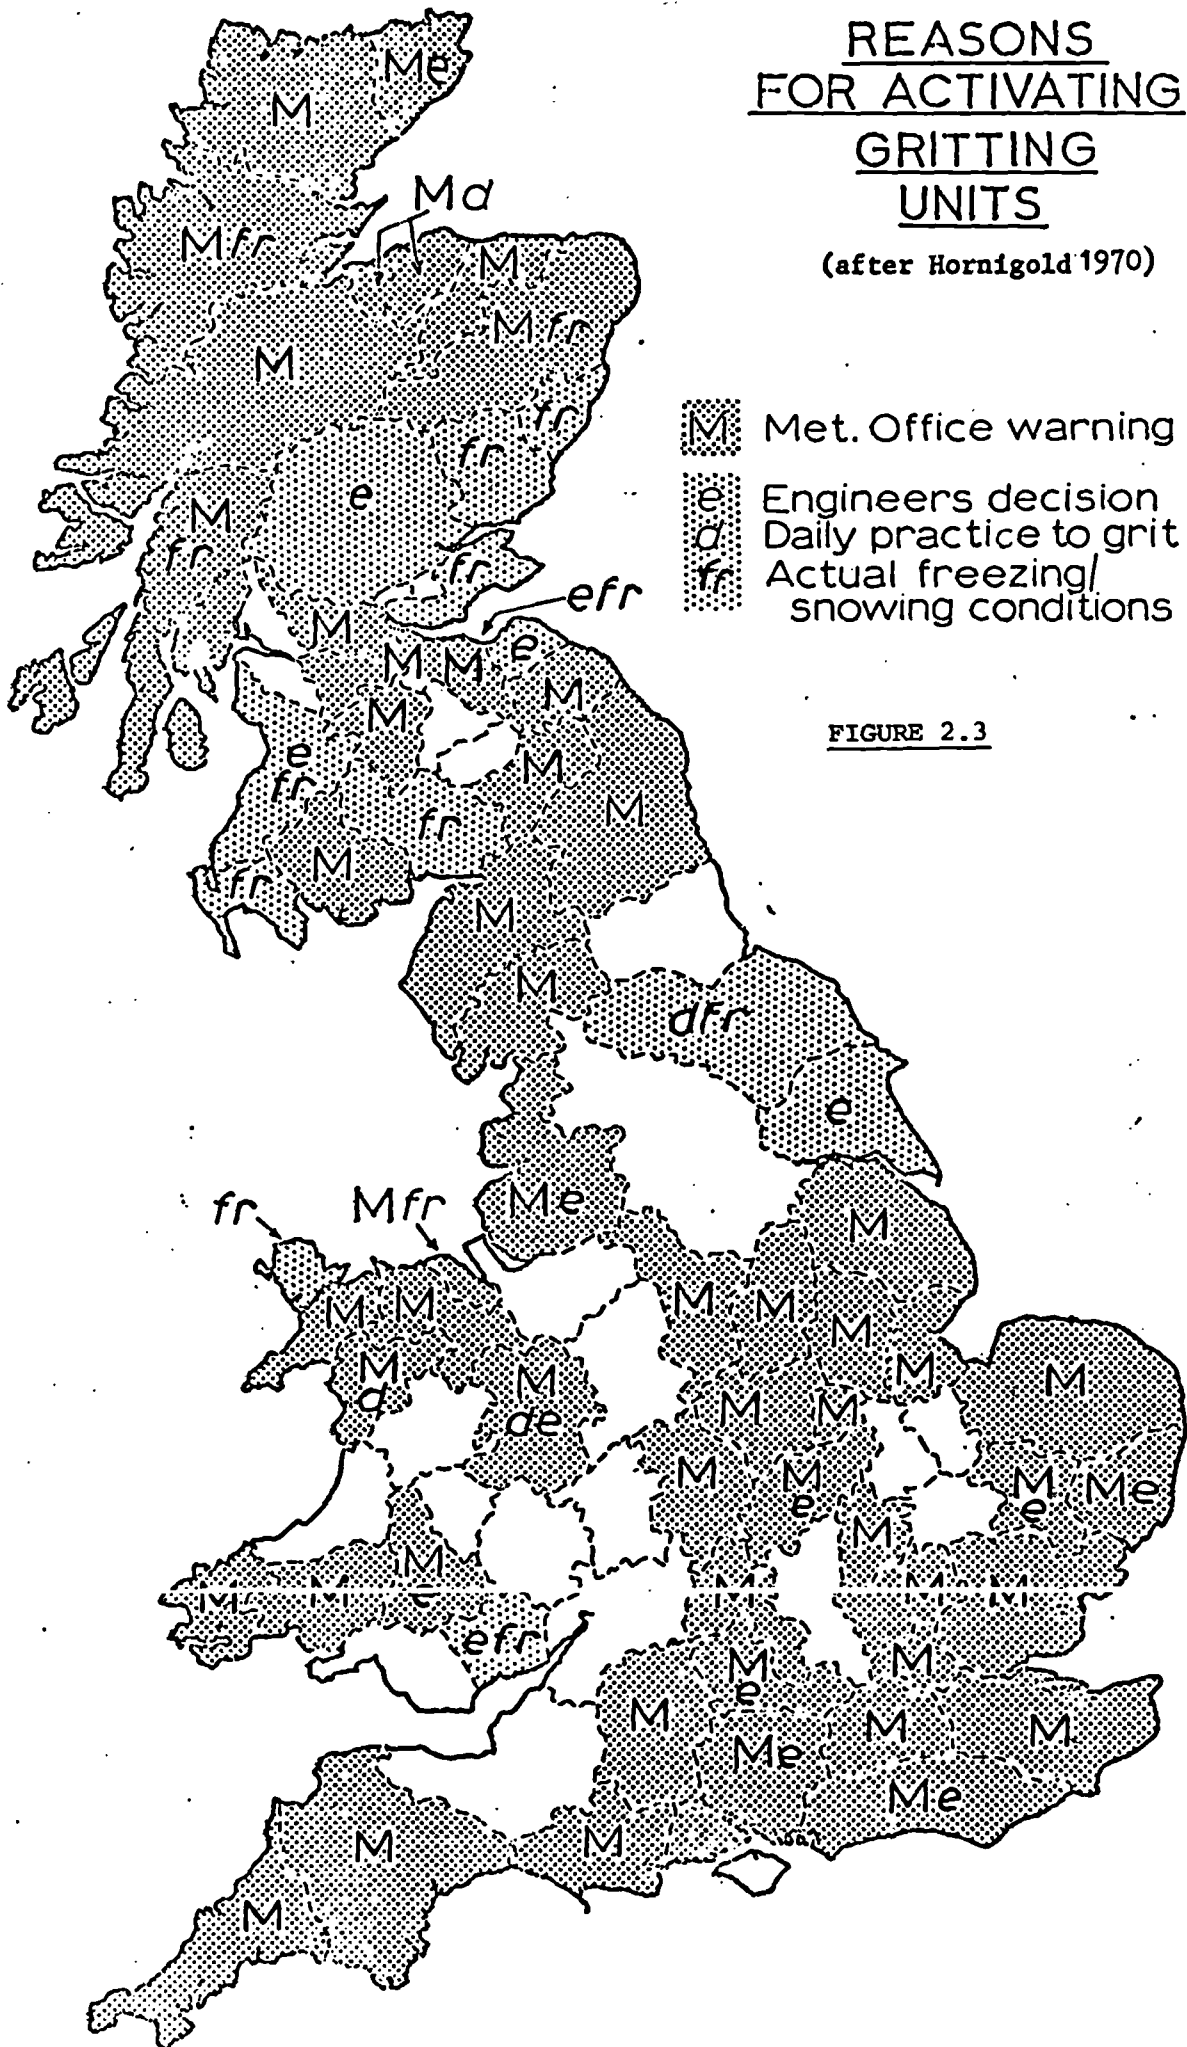 REASONS
FOR ACTIVATING
GRITTING
UNITS
(after Hornigold 1970)
M Met. Office warning
e Engineers decision
d Daily practice to grit
fr Actual freezing/
snowing conditions
FIGURE 2.3
Me
M
Md
Mfr
M
Mfr
M
fr
fr
e
M
fr
fr
efr
M
e
M
M
M
M
e
fr
M
M
fr
M
fr
M
M
dfr
e
Me
fr
Mfr
M
M
M
M
M
M
M
M
d
M
de
M
M
M
M
M
e
M
e
Me
M
M
e
M
M
M
M
M
efr
M
M
e
M
M
M
Me
Me
M
M
M